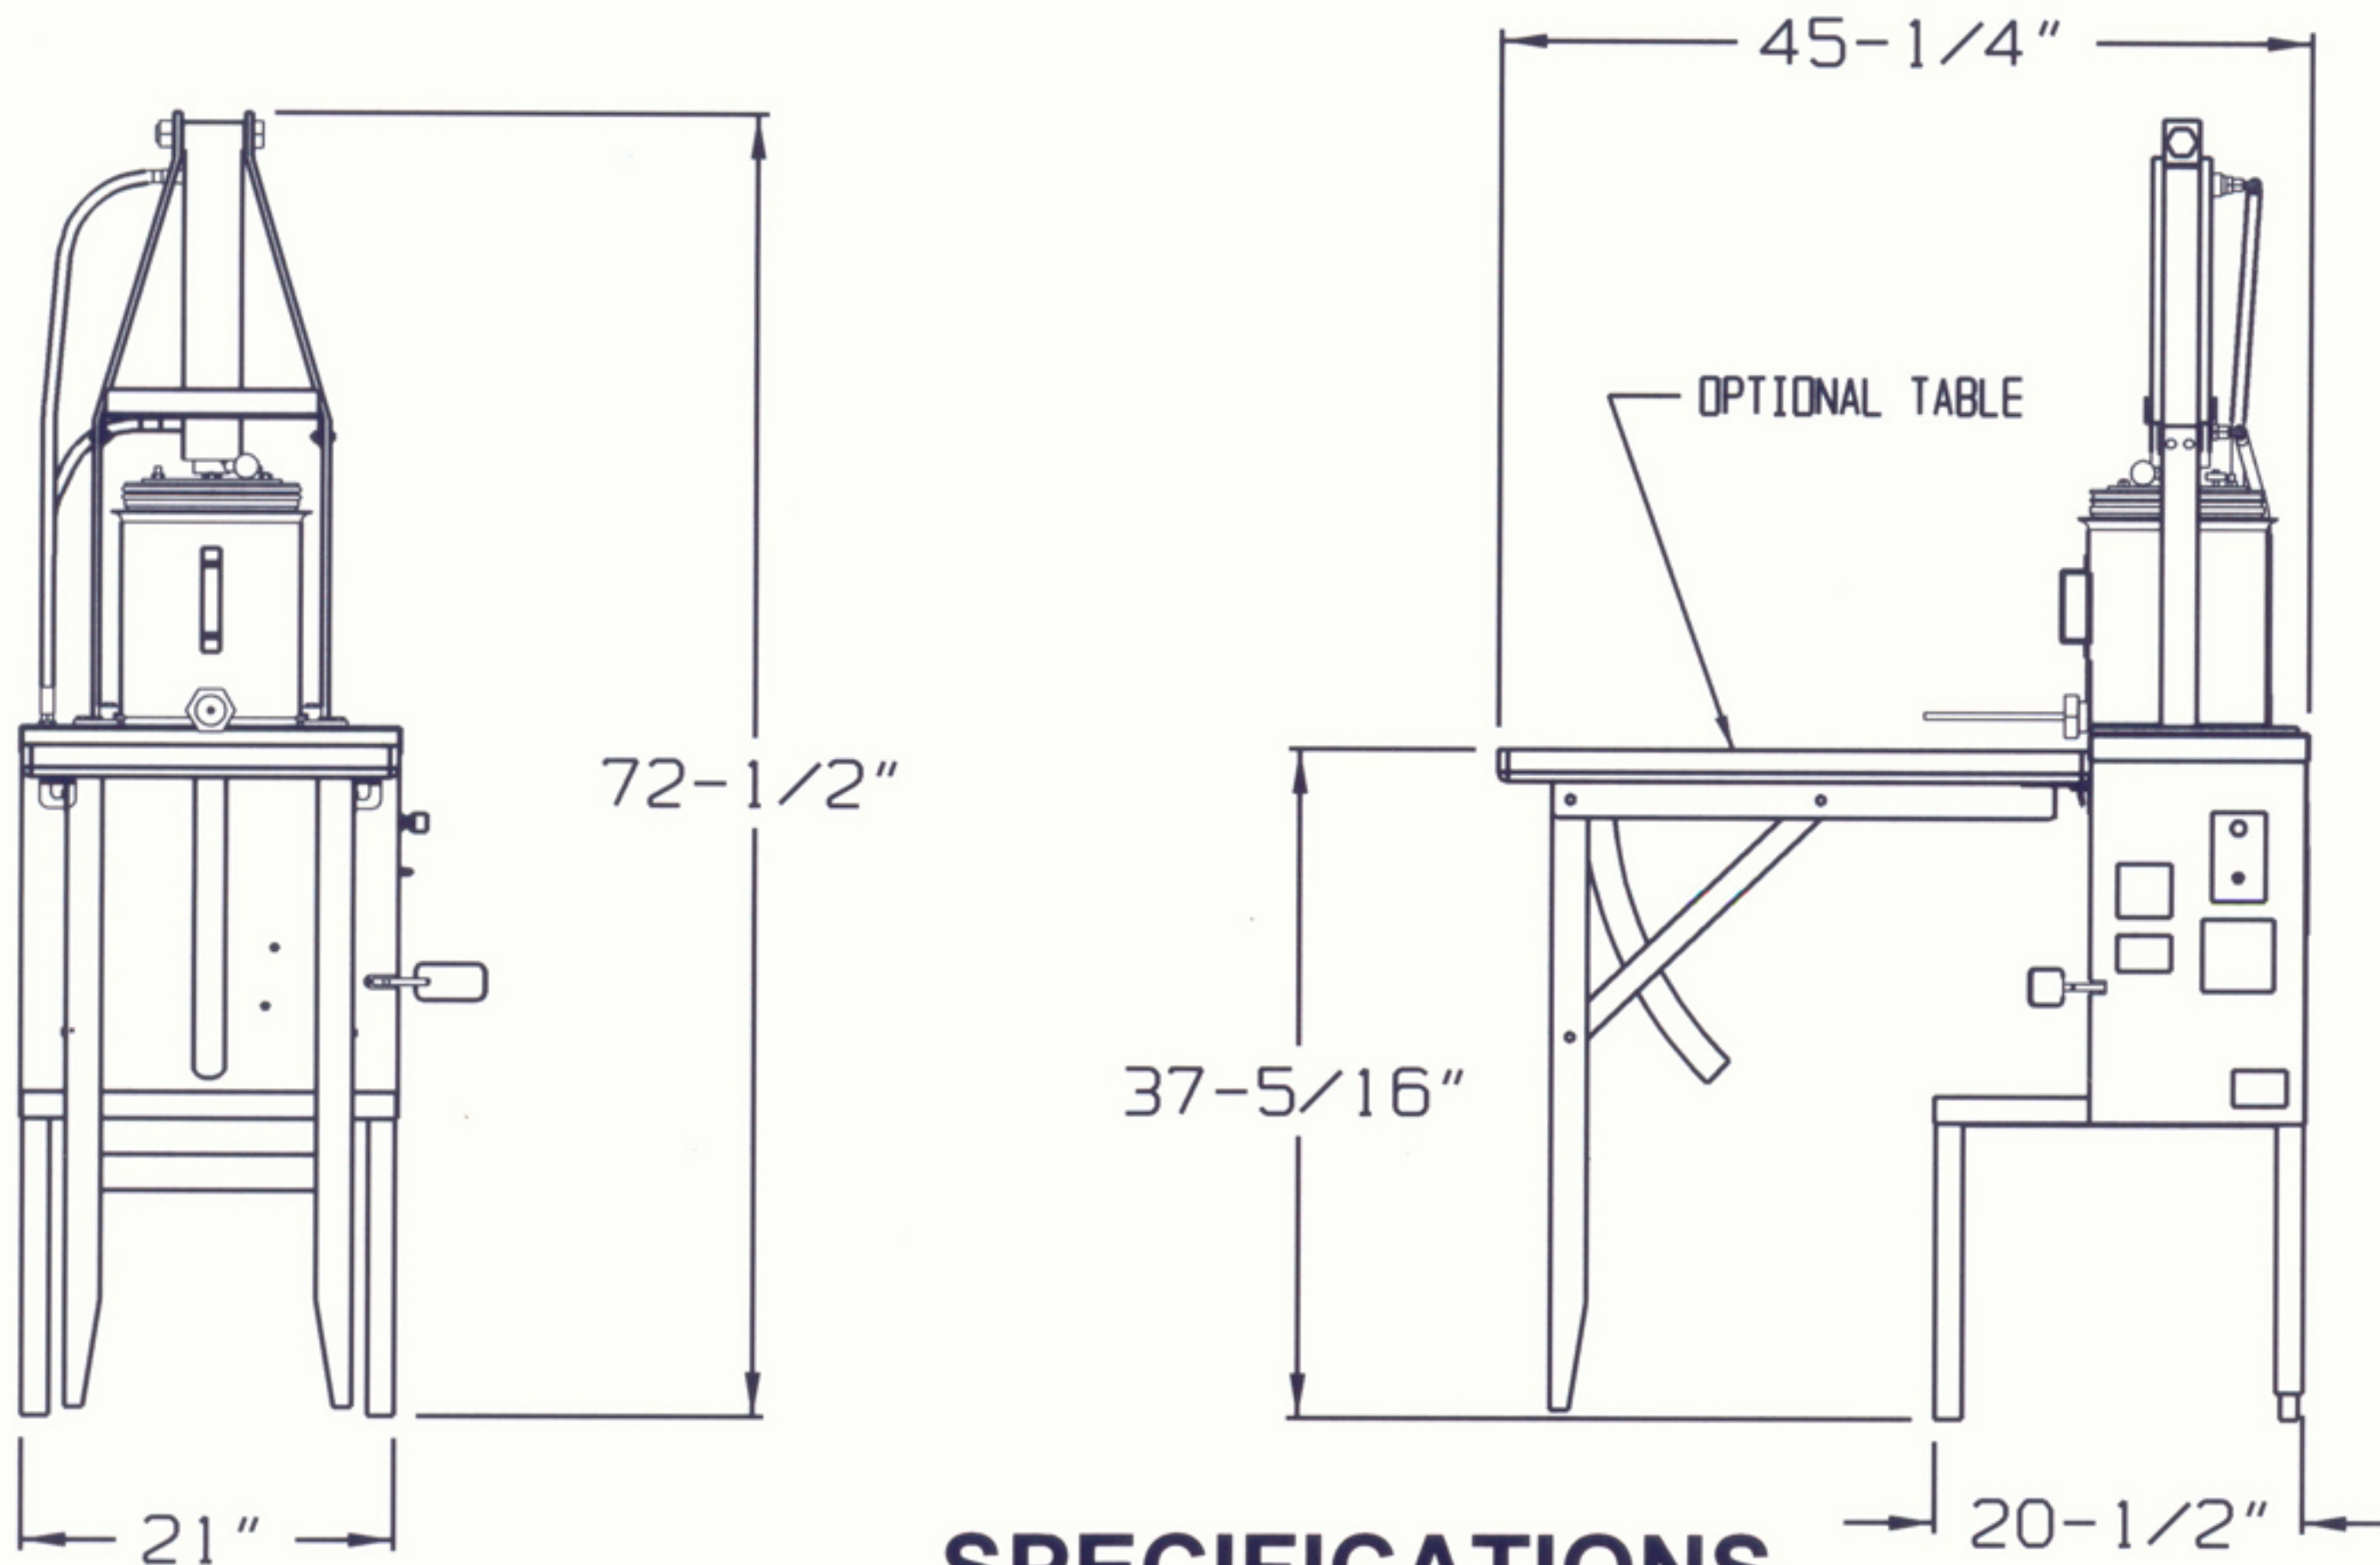 45-1/4"
OPTIONAL TABLE
72-1/2"
37-5/16"
21"
20-1/2"
SPECIFICATIONS